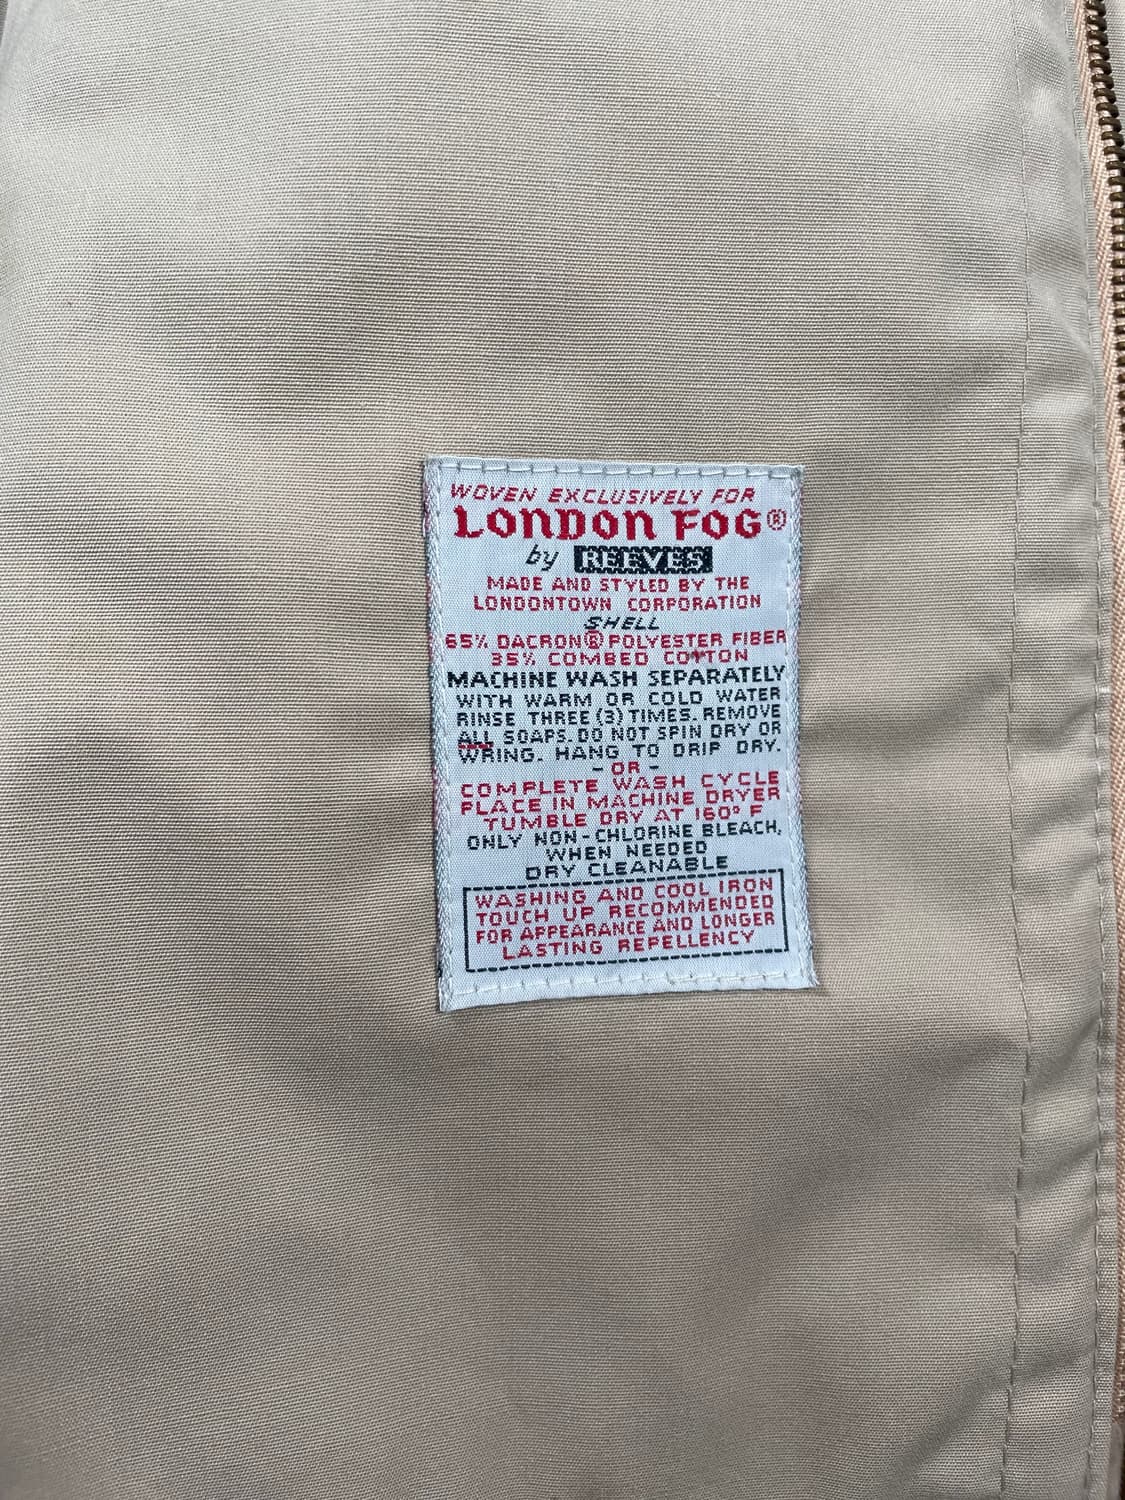 WOVEN EXCLUSIVELY FOR
LONDON FOG®
by REEVES
MADE AND STYLED BY THE
LONDONTOWN CORPORATION
SHELL
65% DACRON® POLYESTER FIBER
35% COMBED COTTON
MACHINE WASH SEPARATELY
WITH WARM OR COLD WATER
RINSE THREE (3) TIMES. REMOVE
ALL SOAPS. DO NOT SPIN DRY OR
WRING. HANG TO DRIP DRY.
- OR -
COMPLETE WASH CYCLE
PLACE IN MACHINE DRYER
TUMBLE DRY AT 160° F
ONLY NON-CHLORINE BLEACH,
WHEN NEEDED
DRY CLEANABLE
WASHING AND COOL IRON
TOUCH UP RECOMMENDED
FOR APPEARANCE AND LONGER
LASTING REPELLENCY